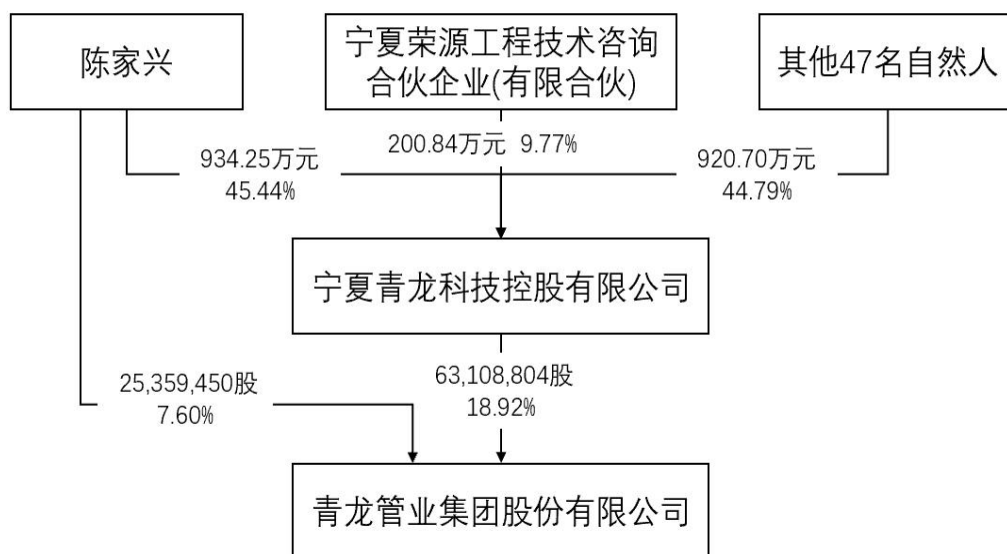 陈家兴
宁夏荣源工程技术咨询
合伙企业(有限合伙)
其他47名自然人
934.25万元
45.44%
200.84万元 9.77%
920.70万元
44.79%
宁夏青龙科技控股有限公司
25,359,450股
7.60%
63,108,804股
18.92%
青龙管业集团股份有限公司